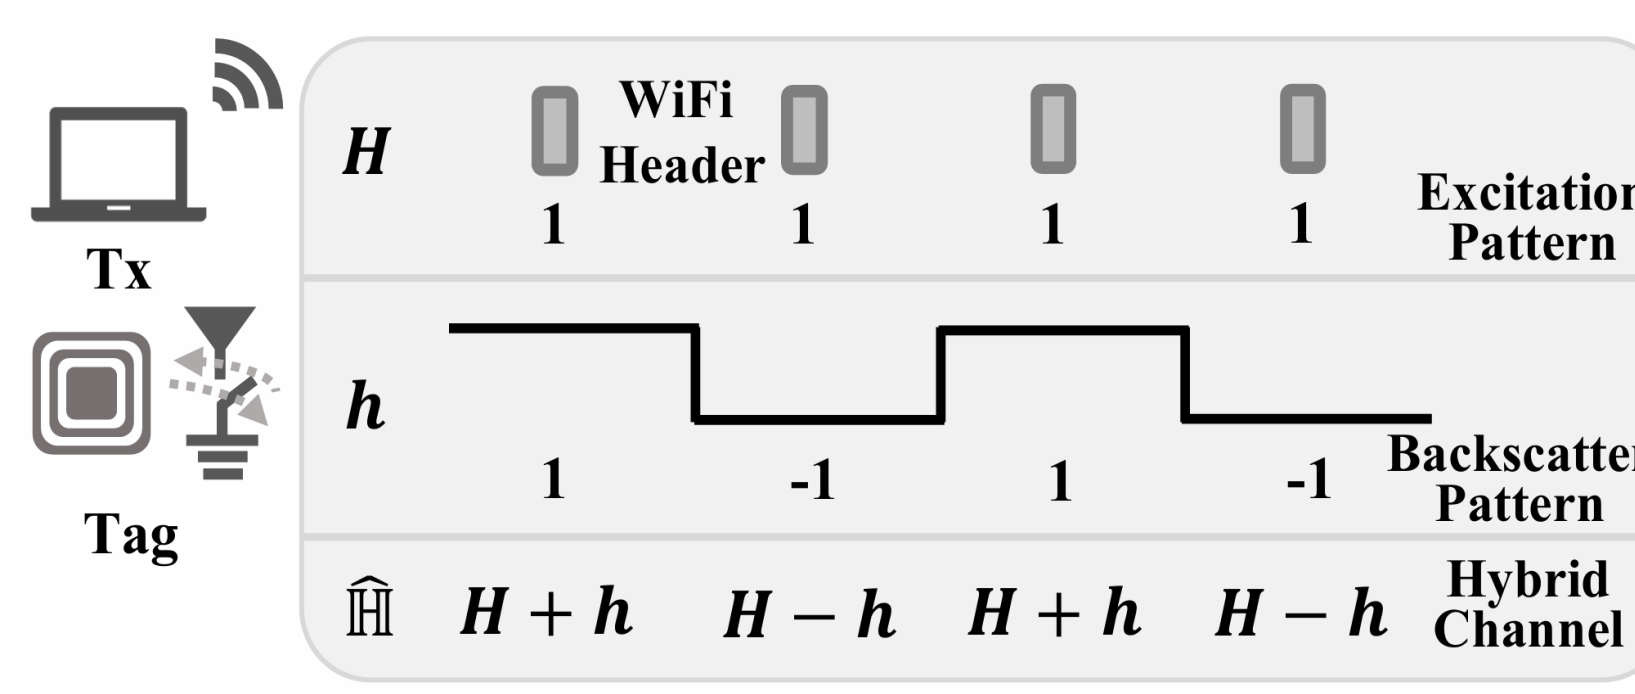 WiFi
Header
H
1 1 1 1
Excitation
Pattern
Tx
h
1 -1 1 -1
Backscatter
Pattern
Tag
Ĥ H + h H − h H + h H − h
Hybrid
Channel